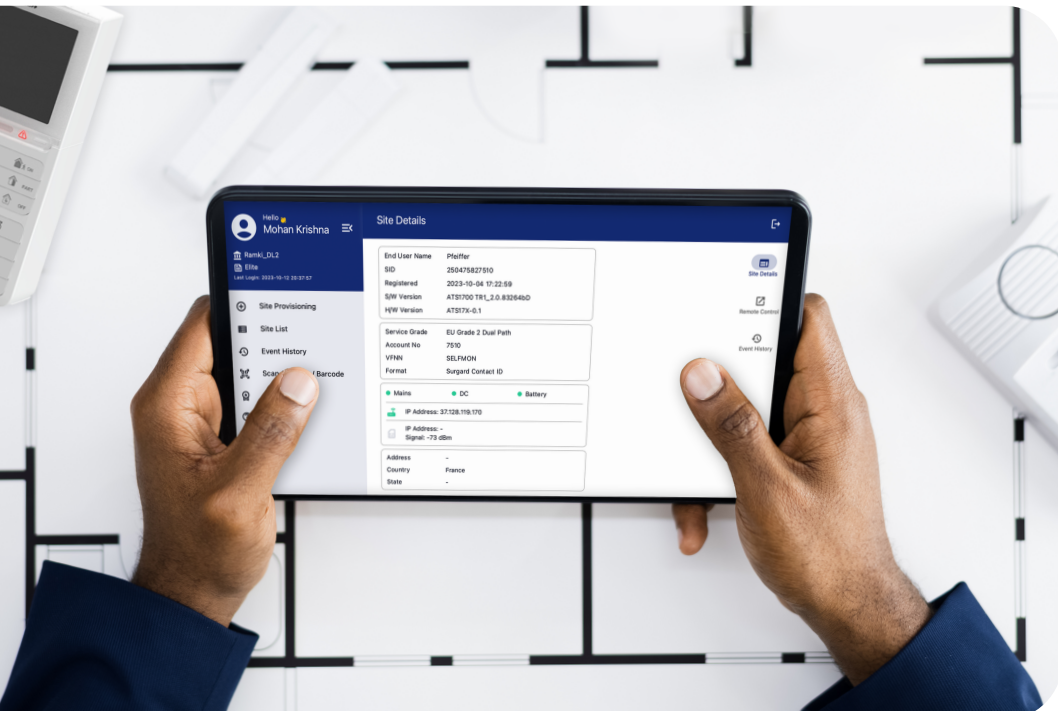 Hello
Mohan Krishna
Site Details
Ramki_DL2
Elite
Last Login: 2023-10-12 20:57:57
Site Provisioning
Site List
Event History
Scan / Barcode
End User Name Pfeiffer
SID 250475827510
Registered 2023-10-04 17:22:59
S/W Version ATS1700 TR1_2.0.83264bD
H/W Version ATS17X-0.1
Service Grade EU Grade 2 Dual Path
Account No 7510
VFNN SELFMON
Format Surgard Contact ID
Mains DC Battery
IP Address: 37.128.119.170
IP Address: -
Signal: -73 dBm
Address -
Country France
State -
Site Details
Remote Control
Event History
ON
PART
OFF